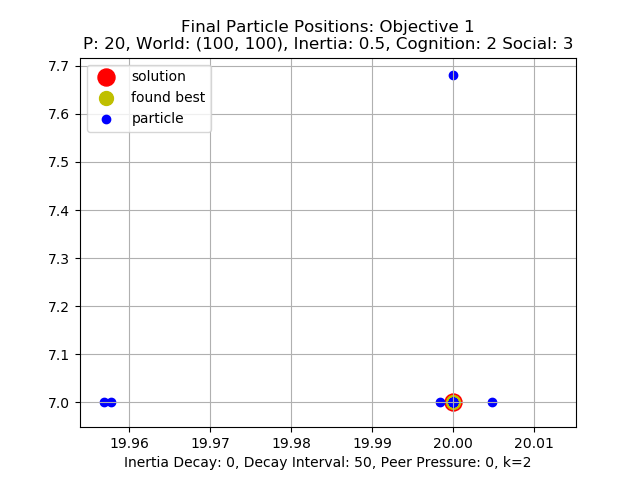 Final Particle Positions: Objective 1
P: 20, World: (100, 100), Inertia: 0.5, Cognition: 2 Social: 3
solution
found best
particle
7.7
7.6
7.5
7.4
7.3
7.2
7.1
7.0
19.96 19.97 19.98 19.99 20.00 20.01
Inertia Decay: 0, Decay Interval: 50, Peer Pressure: 0, k=2